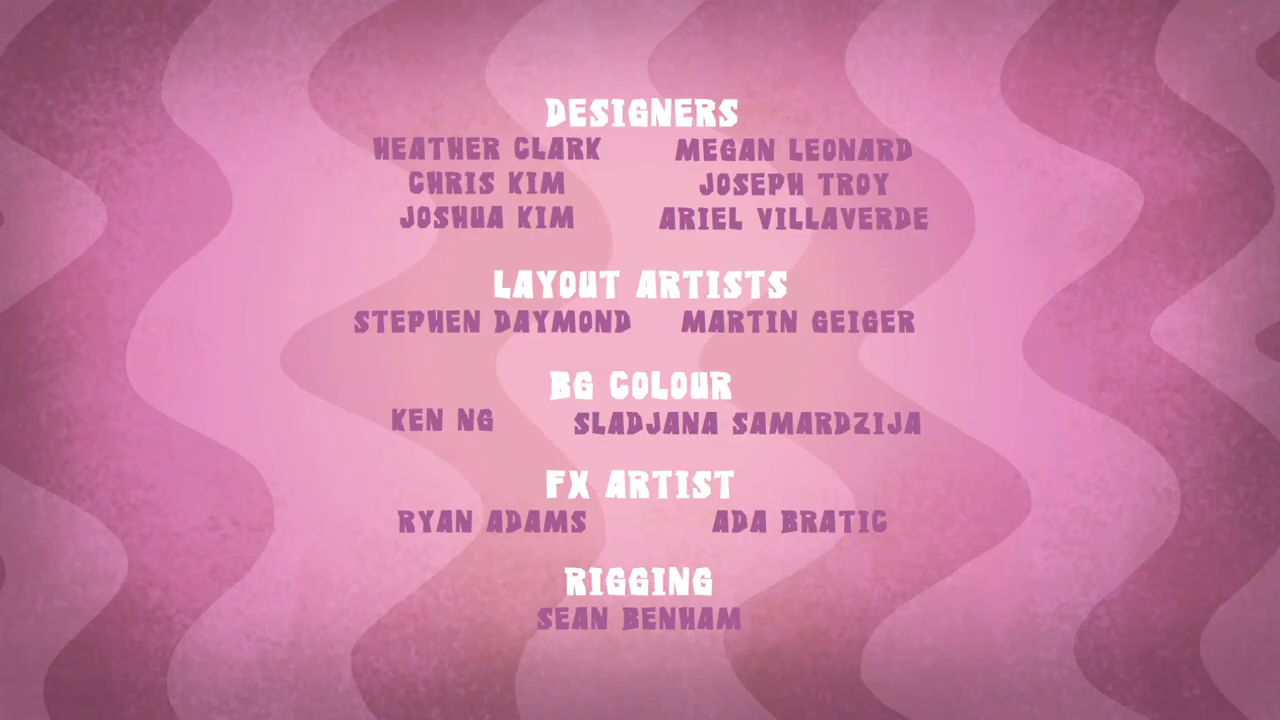 DESIGNERS
HEATHER CLARK MEGAN LEONARD
CHRIS KIM JOSEPH TROY
JOSHUA KIM ARIEL VILLAVERDE
LAYOUT ARTISTS
STEPHEN DAYMOND MARTIN GEIGER
BG COLOUR
KEN NG SLADJANA SAMARDZIJA
FX ARTIST
RYAN ADAMS ADA BRATIC
RIGGING
SEAN BENHAM